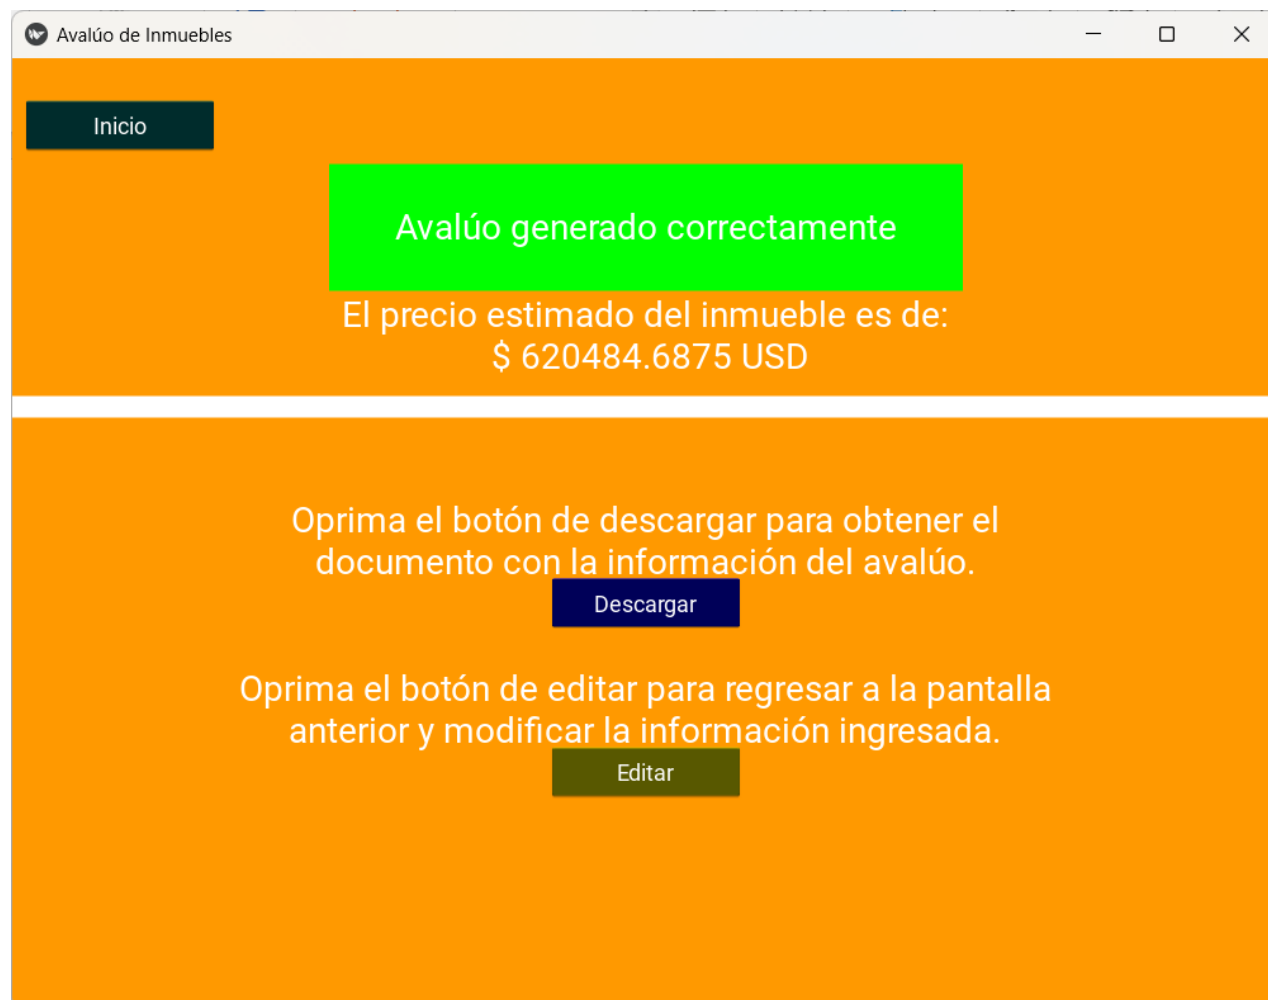 Avalúo de Inmuebles
Inicio
Avalúo generado correctamente
El precio estimado del inmueble es de:
$ 620484.6875 USD
Oprima el botón de descargar para obtener el
documento con la información del avalúo.
Descargar
Oprima el botón de editar para regresar a la pantalla
anterior y modificar la información ingresada.
Editar